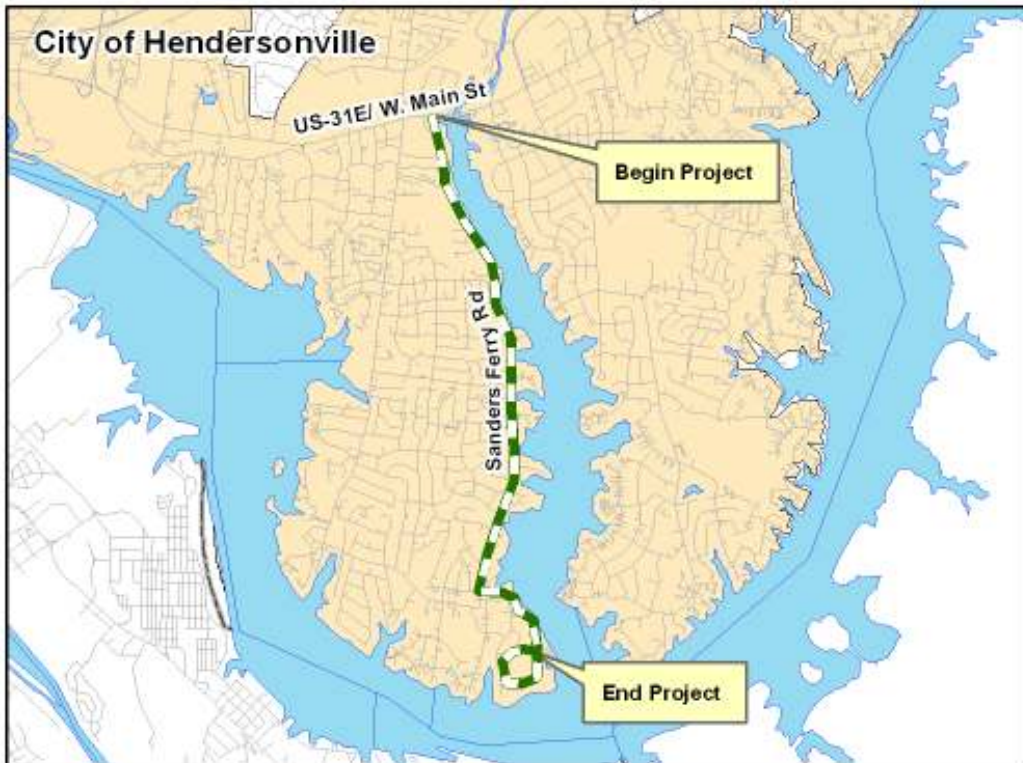 City of Hendersonville
US-31E/ W. Main St
Begin Project
Sanders Ferry Rd
End Project